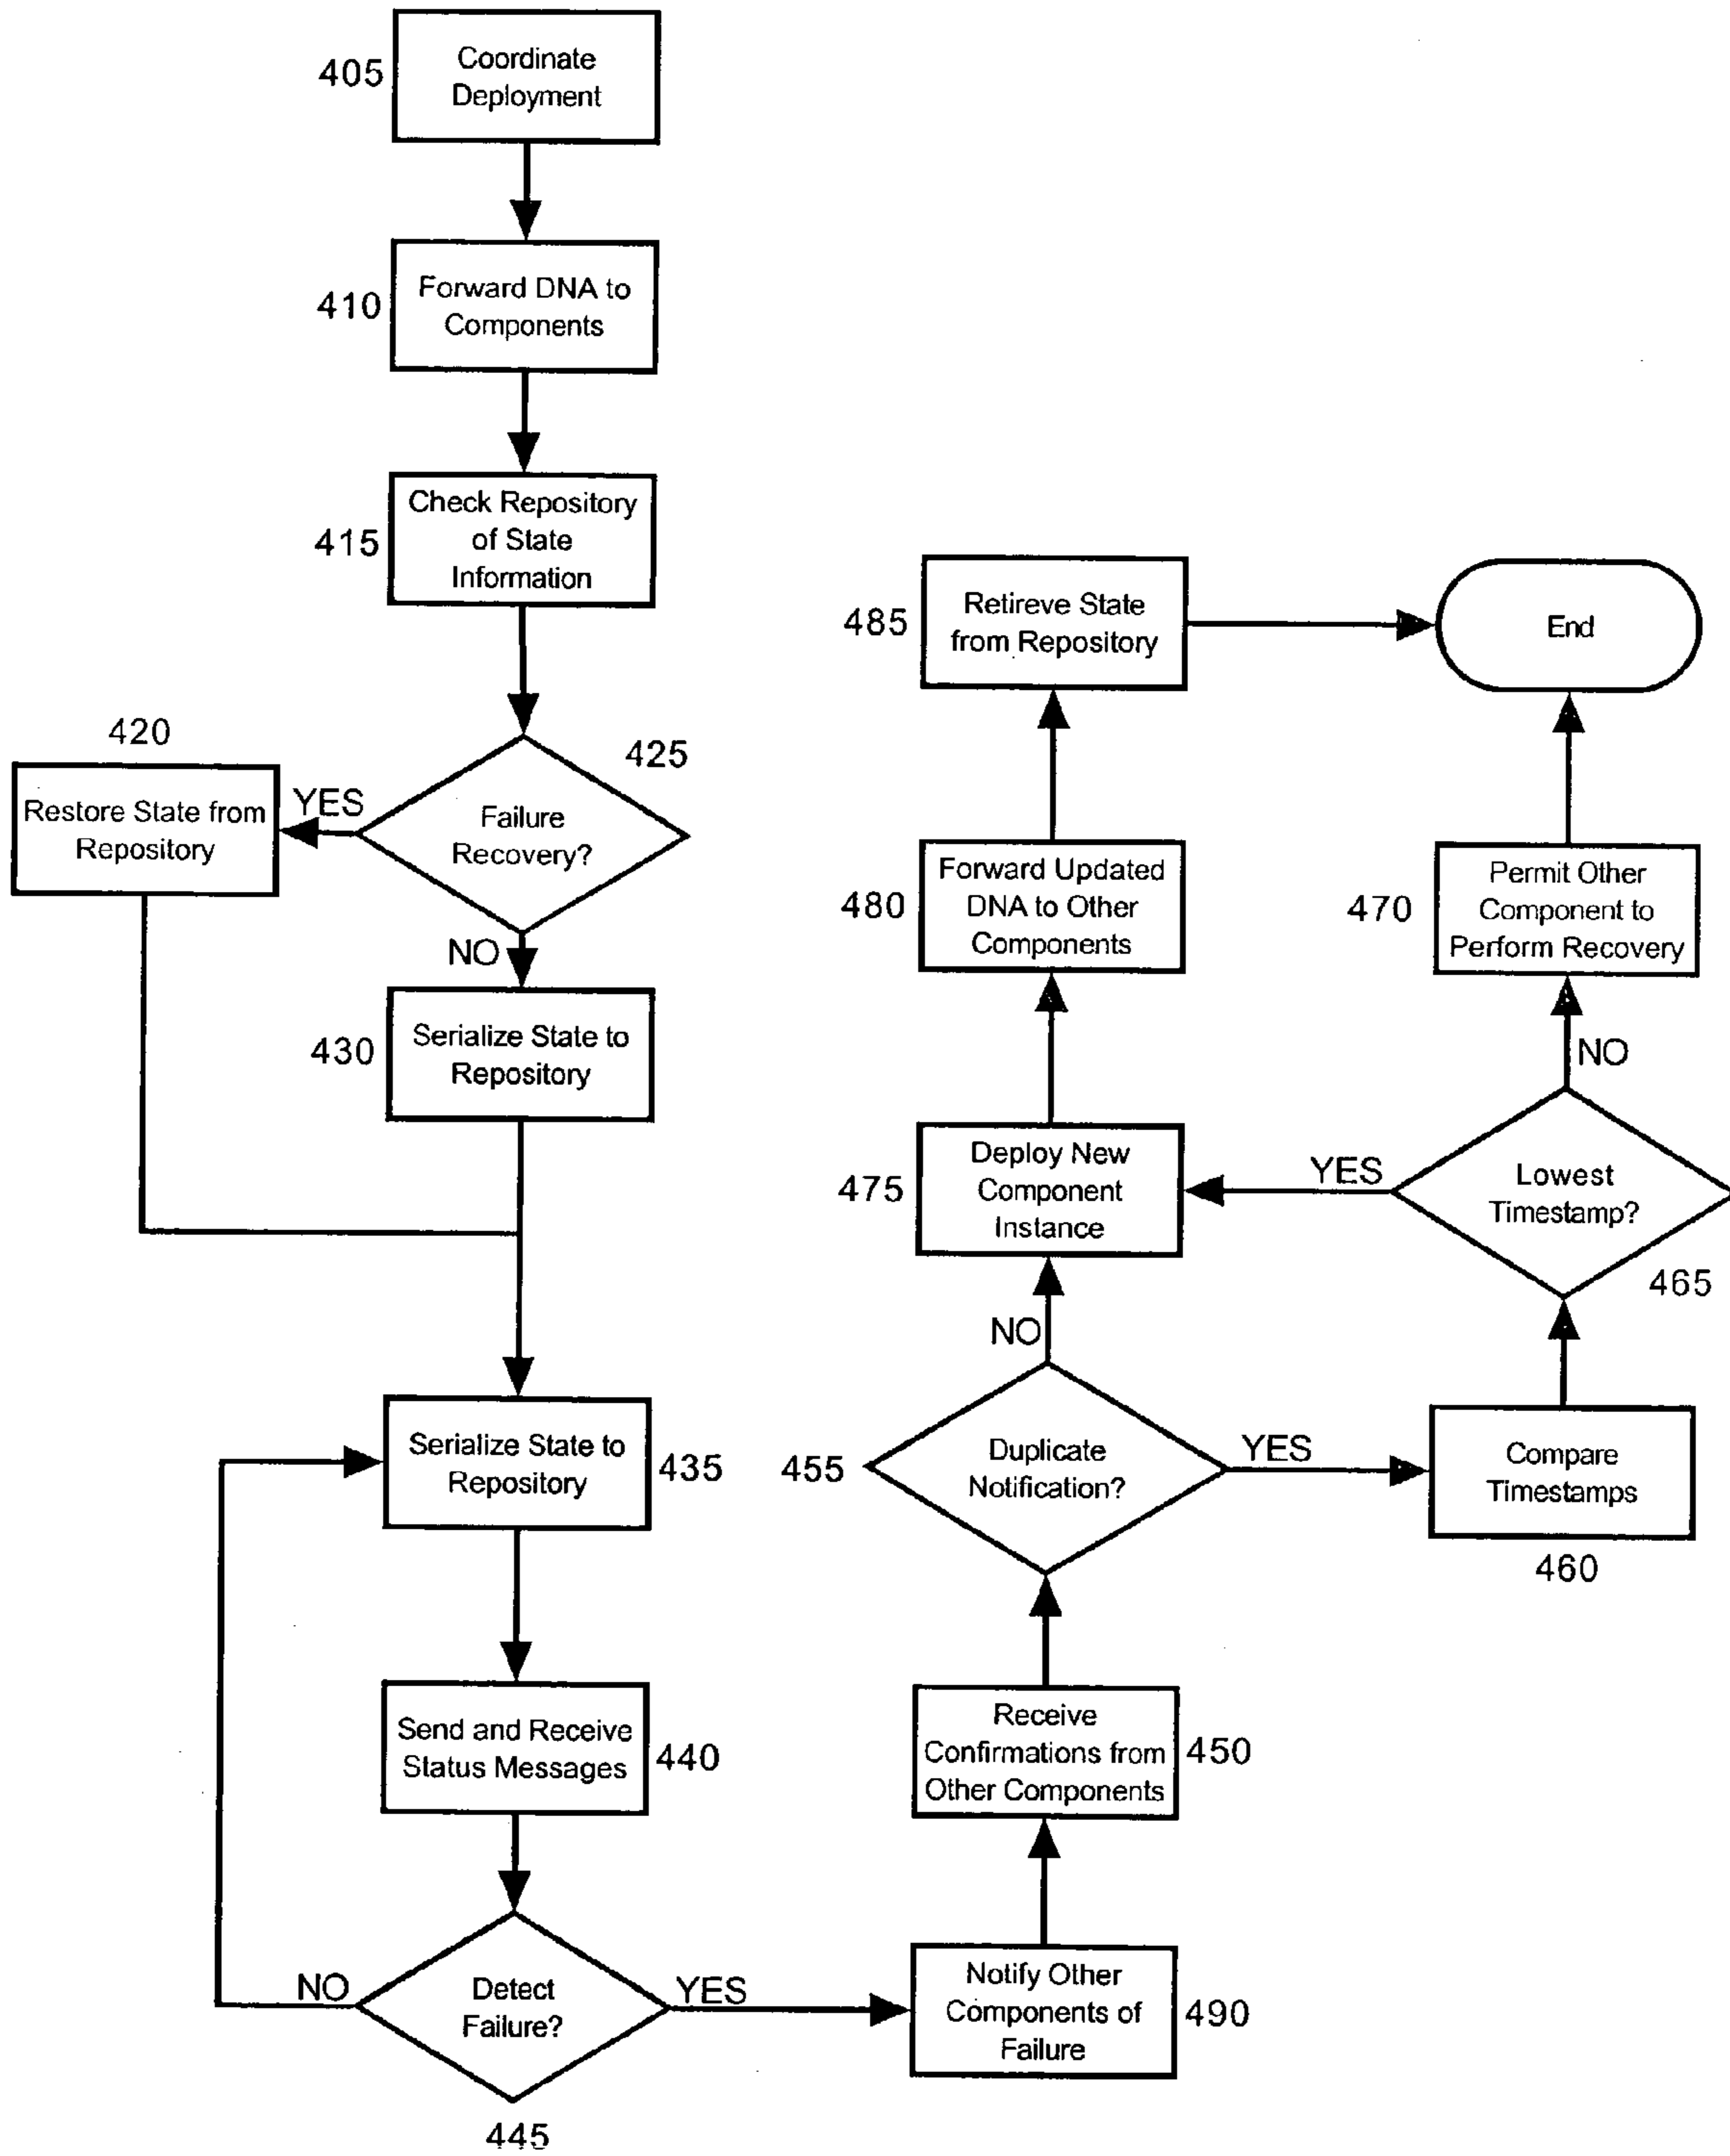 405
Coordinate
Deployment
410
Forward DNA to
Components
415
Check Repository
of State
Information
420
Restore State from
Repository
YES
425
Failure
Recovery?
NO
430
Serialize State to
Repository
Serialize State to
Repository
435
Send and Receive
Status Messages
440
NO
Detect
Failure?
YES
445
Notify Other
Components of
Failure
490
Receive
Confirmations from
Other Components
450
455
Duplicate
Notification?
YES
NO
Compare
Timestamps
460
Lowest
Timestamp?
465
YES
NO
470
Permit Other
Component to
Perform Recovery
475
Deploy New
Component
Instance
480
Forward Updated
DNA to Other
Components
485
Retireve State
from Repository
End